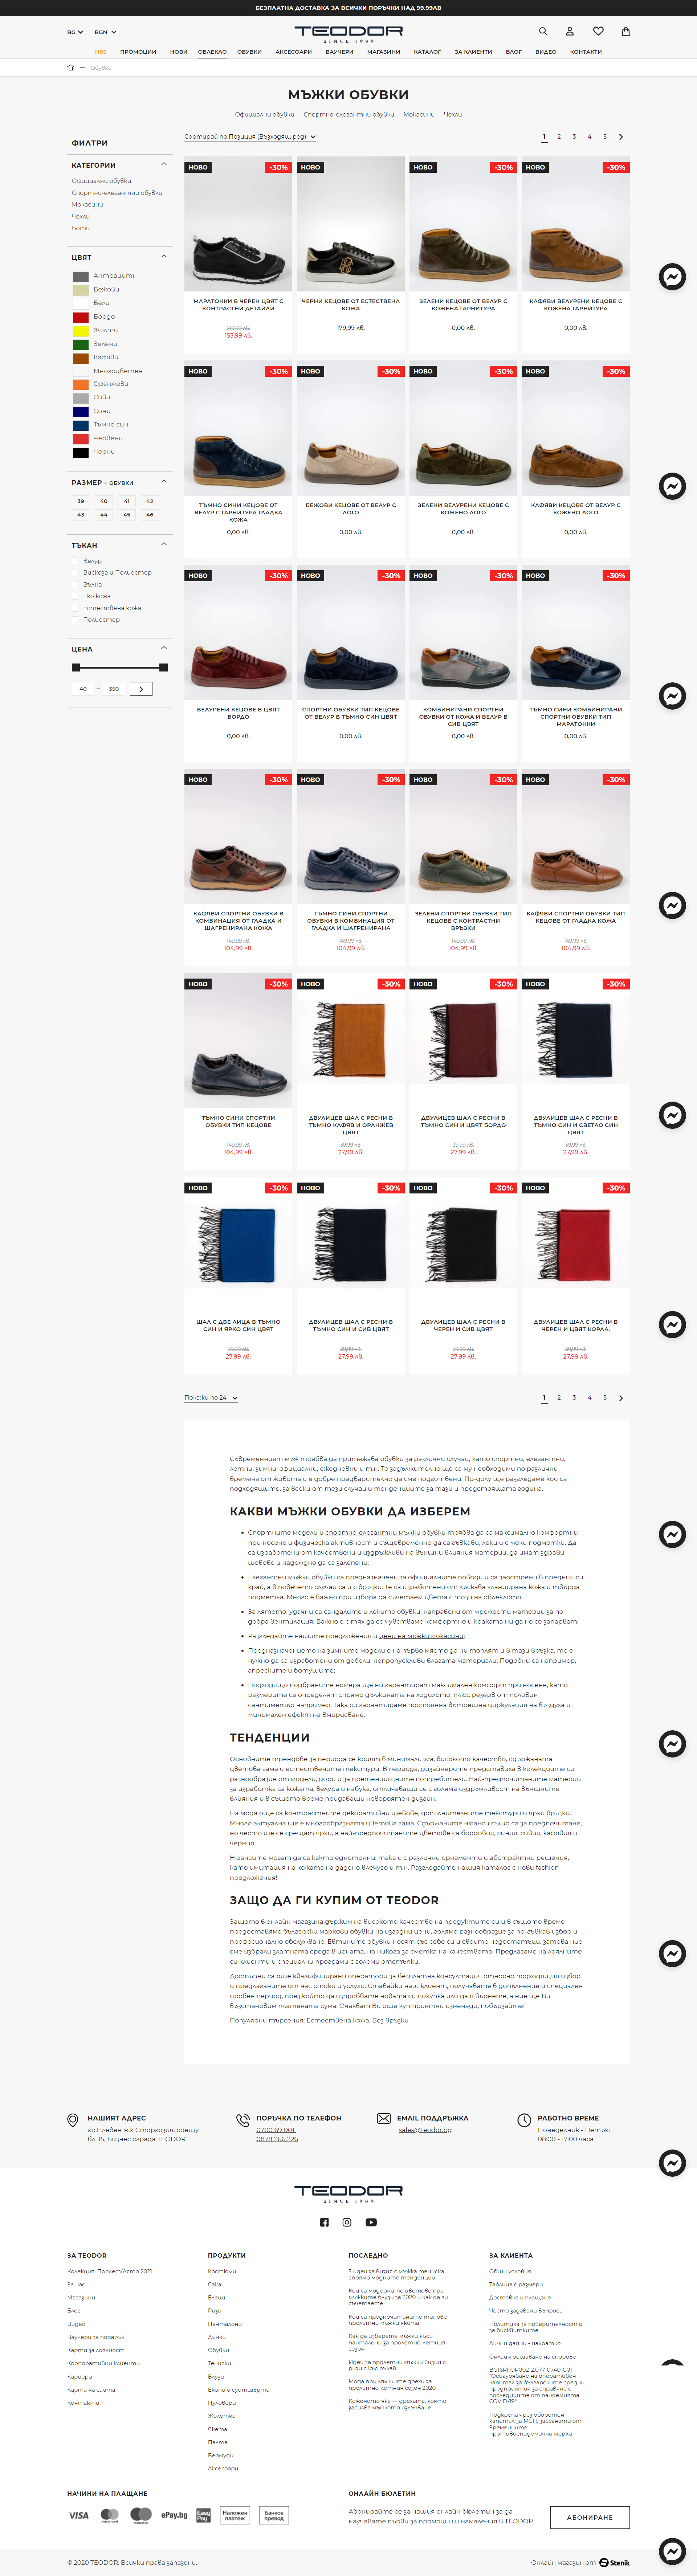 БЕЗПЛАТНА ДОСТАВКА ЗА ВСИЧКИ ПОРЪЧКИ НАД 99.99ЛВ
BG BGN
TEODOR
SINCE 1989
НЯЕ ПРОМОЦИИ НОВИ ОБЛЕКЛО ОБУВКИ АКСЕСОАРИ ВАУЧЕРИ МАГАЗИНИ КАТАЛОГ ЗА КЛИЕНТИ БЛОГ ВИДЕО КОНТАКТИ
— Обувки
МЪЖКИ ОБУВКИ
Официални обувки Спортно-елегантни обувки Мокасини Чехли
Сортирай по Позиция (Възходящ ред)
1 2 3 4 5
ФИЛТРИ
КАТЕГОРИИ
Официални обувки
Спортно-елегантни обувки
Мокасини
Чехли
Боти
ЦВЯТ
Антрацитн
Бежови
Бели
Бордо
Жълти
Зелени
Кафяви
Многоцветен
Оранжеви
Сиви
Сини
Тъмно син
Червени
Черни
РАЗМЕР - ОБУВКИ
39 40 41 42
43 44 45 46
ТЪКАН
Велур
Вискоза и Полиестер
Вълна
Еко кожа
Естествена кожа
Полиестер
ЦЕНА
40 — 350
НОВО -30% НОВО НОВО -30% НОВО -30%
МАРАТОНКИ В ЧЕРЕН ЦВЯТ С КОНТРАСТНИ ДЕТАЙЛИ
219,99 лв.
153,99 лв.
ЧЕРНИ КЕЦОВЕ ОТ ЕСТЕСТВЕНА КОЖА
179,99 лв.
ЗЕЛЕНИ КЕЦОВЕ ОТ ВЕЛУР С КОЖЕНА ГАРНИТУРА
0,00 лв.
КАФЯВИ ВЕЛУРЕНИ КЕЦОВЕ С КОЖЕНА ГАРНИТУРА
0,00 лв.
НОВО -30% НОВО -30% НОВО -30% НОВО -30%
ТЪМНО СИНИ КЕЦОВЕ ОТ ВЕЛУР С ГАРНИТУРА ГЛАДКА КОЖА
0,00 лв.
БЕЖОВИ КЕЦОВЕ ОТ ВЕЛУР С ЛОГО
0,00 лв.
ЗЕЛЕНИ ВЕЛУРЕНИ КЕЦОВЕ С КОЖЕНО ЛОГО
0,00 лв.
КАФЯВИ КЕЦОВЕ ОТ ВЕЛУР С КОЖЕНО ЛОГО
0,00 лв.
НОВО -30% НОВО -30% НОВО -30% НОВО -30%
ВЕЛУРЕНИ КЕЦОВЕ В ЦВЯТ БОРДО
0,00 лв.
СПОРТНИ ОБУВКИ ТИП КЕЦОВЕ ОТ ВЕЛУР В ТЪМНО СИН ЦВЯТ
0,00 лв.
КОМБИНИРАНИ СПОРТНИ ОБУВКИ ОТ КОЖА И ВЕЛУР В СИВ ЦВЯТ
0,00 лв.
ТЪМНО СИНИ КОМБИНИРАНИ СПОРТНИ ОБУВКИ ТИП МАРАТОНКИ
0,00 лв.
НОВО -30% НОВО -30% НОВО -30% НОВО -30%
КАФЯВИ СПОРТНИ ОБУВКИ В КОМБИНАЦИЯ ОТ ГЛАДКА И ШАГРЕНИРАНА КОЖА
149,99 лв.
104,99 лв.
ТЪМНО СИНИ СПОРТНИ ОБУВКИ В КОМБИНАЦИЯ ОТ ГЛАДКА И ШАГРЕНИРАНА
149,99 лв.
104,99 лв.
ЗЕЛЕНИ СПОРТНИ ОБУВКИ ТИП КЕЦОВЕ С КОНТРАСТНИ ВРЪЗКИ
149,99 лв.
104,99 лв.
КАФЯВИ СПОРТНИ ОБУВКИ ТИП КЕЦОВЕ ОТ ГЛАДКА КОЖА
149,99 лв.
104,99 лв.
НОВО -30% НОВО -30% НОВО -30% НОВО -30%
ТЪМНО СИНИ СПОРТНИ ОБУВКИ ТИП КЕЦОВЕ
149,99 лв.
104,99 лв.
ДВУЛИЦЕВ ШАЛ С РЕСНИ В ТЪМНО КАФЯВ И ОРАНЖЕВ ЦВЯТ
39,99 лв.
27,99 лв.
ДВУЛИЦЕВ ШАЛ С РЕСНИ В ТЪМНО СИН И ЦВЯТ БОРДО
39,99 лв.
27,99 лв.
ДВУЛИЦЕВ ШАЛ С РЕСНИ В ТЪМНО СИН И СВЕТЛО СИН ЦВЯТ
39,99 лв.
27,99 лв.
НОВО -30% НОВО -30% НОВО -30% НОВО -30%
ШАЛ С ДВЕ ЛИЦА В ТЪМНО СИН И ЯРКО СИН ЦВЯТ
39,99 лв.
27,99 лв.
ДВУЛИЦЕВ ШАЛ С РЕСНИ В ТЪМНО СИН И СИВ ЦВЯТ
39,99 лв.
27,99 лв.
ДВУЛИЦЕВ ШАЛ С РЕСНИ В ЧЕРЕН И СИВ ЦВЯТ
39,99 лв.
27,99 лв.
ДВУЛИЦЕВ ШАЛ С РЕСНИ В ЧЕРЕН И ЦВЯТ КОРАЛ.
39,99 лв.
27,99 лв.
Покажи по 24
1 2 3 4 5
Съвременният мъж трябва да притежава обувки за различни случаи, като спортни, елегантни,
летни, зимни, официални, ежедневни и т.н. Те задължително ще са му необходими по различни
времена от живота и е добре предварително да сме подготвени. По-долу ще разгледаме кои са
подходящите, за всеки от тези случаи и тенденциите за тази и предстоящата година.
КАКВИ МЪЖКИ ОБУВКИ ДА ИЗБЕРЕМ
Спортните модели и спортно-елегантни мъжки обувки трябва да са максимално комфортни
при носене и физическа активност и същевременно да са гъвкави, леки и с меки подметки. Да
са изработени от качествени и издръжливи на външни влияния материи, да имат здрави
шевове и надеждно да са залепени;
Елегантни мъжки обувки са предназначени за официалните поводи и са заострени в предния си
край, а в повечето случаи са и с връзки. Те са изработени от лъскава гланцирана кожа и твърда
подметка. Много е важно при избора да съчетаем цвета с този на облеклото;
За лятото, удачни са сандалите и леките обувки, направени от мрежести материи за по-
добра вентилация. Важно е с тях да се чувстваме комфортно и краката ни да не се запарват;
Разгледайте нашите предложения и цени на мъжки мокасини;
Предназначението на зимните модели е на първо място да ни топлят и в тази връзка, те е
нужно да са изработени от дебели, непропускливи влагата материали. Подобни са например,
апреските и ботушите;
Подходящо подбраните номера ще ни гарантират максимален комфорт при носене, като
размерите се определят спрямо дължината на ходилото, плюс резерв от половин
сантиметър например. Така си гарантираме постоянна вътрешна циркулация на въздуха и
минимален ефект на вмирисване.
ТЕНДЕНЦИИ
Основните трендове за периода се крият в минимализма, високото качество, сдържаната
цветова гама и естествените текстури. В периода, дизайнерите представиха в колекциите си
разнообразие от модели, дори и за претенциозните потребители. Най-предпочитаните материи
за изработка са кожата, велура и набука, отличаващи се с голяма издръжливост на външните
влияния и в същото време придаващи невероятен дизайн.
На мода още са контрастните декоративни шевове, допълнителните текстури и ярки връзки.
Много актуална ще е многообразната цветова гама. Сдържаните нюанси също са за предпочитане,
но често ще се срещат ярки, а най-предпочитаните цветове са бордовия, синия, сивия, кафявия и
черния.
Нюансите могат да са както еднотонни, така и с различни орнаменти и абстрактни решения,
като имитация на кожата на дадено влечуго и т.н. Разгледайте нашия каталог с нови fashion
предложения!
ЗАЩО ДА ГИ КУПИМ ОТ TEODOR
Защото в онлайн магазина държим на високото качество на продуктите си и в същото време
предоставяме български маркови обувки на изгодни цени, голямо разнообразие за по-гъвкав избор и
професионално обслужване. Евтините обувки носят със себе си и своите недостатъци, затова ние
сме избрали златната среда в цената, но никога за сметка на качеството. Предлагаме на лоялните
си клиенти и специални програми с големи отстъпки.
Достъпни са още квалифицирани оператори за безплатна консултация относно подходящия избор
и предлаганите от нас стоки и услуги. Ставайки наш клиент, получавате в допълнение и специален
пробен период, през който да изпробвате новата си покупка или да я върнете, а ние ще Ви
възстановим платената сума. Очакват Ви още куп приятни изненади, побързайте!
Популярни търсения: Естествена кожа, Без връзки
НАШИЯТ АДРЕС
гр.Плевен ж.к Сторгозия, срещу
бл. 15, Бизнес сграда TEODOR
ПОРЪЧКА ПО ТЕЛЕФОН
0700 69 001
0878 266 226
EMAIL ПОДДРЪЖКА
sales@teodor.bg
РАБОТНО ВРЕМЕ
Понеделник - Петък:
08:00 - 17:00 часа
TEODOR
SINCE 1989
ЗА TEODOR
Колекция: Пролет/Лято 2021
За нас
Магазини
Блог
Видео
Ваучери за подарък
Карти за лоялност
Корпоративни клиенти
Кариери
Карта на сайта
Контакти
ПРОДУКТИ
Костюми
Сака
Елеци
Ризи
Панталони
Дънки
Обувки
Тениски
Блузи
Екипи и суитшърти
Пуловери
Жилетки
Якета
Палта
Бермуди
Аксесоари
ПОСЛЕДНО
5 идеи за визия с мъжка тениска
спрямо модните тенденции
Кои са модерните цветове при
мъжките блузи за 2020 и как да ги
съчетаете
Кои са предпочитаните типове
пролетни мъжки якета
Как да изберете мъжки къси
панталони за пролетно-летния
сезон
Идеи за пролетни мъжки визии с
ризи с къс ръкав
Мода при мъжките дрехи за
пролетно-летния сезон 2020
Коженото яке — дрехата, която
засилва мъжкото излъчване
ЗА КЛИЕНТА
Общи условия
Таблица с размери
Доставка и плащане
Често задавани въпроси
Политика за поверителност и
за бисквитките
Лични данни - накратко
Онлайн решаване на спорове
BG16RFOP002-2.077-0740-C01
"Осигуряване на оперативен
капитал за българските средни
предприятия за справяне с
последиците от пандемията
COVID-19"
Подкрепа чрез оборотен
капитал за МСП, засегнати от
временните
противоепидемични мерки
НАЧИНИ НА ПЛАЩАНЕ
VISA mastercard maestro ePay.bg Easy Pay Наложен платеж Банков превод
ОНЛАЙН БЮЛЕТИН
Абонирайте се за нашия онлайн бюлетин за да
научавате първи за промоции и намаления в TEODOR
АБОНИРАНЕ
© 2020 TEODOR. Всички права запазени.
Онлайн магазин от Stenik